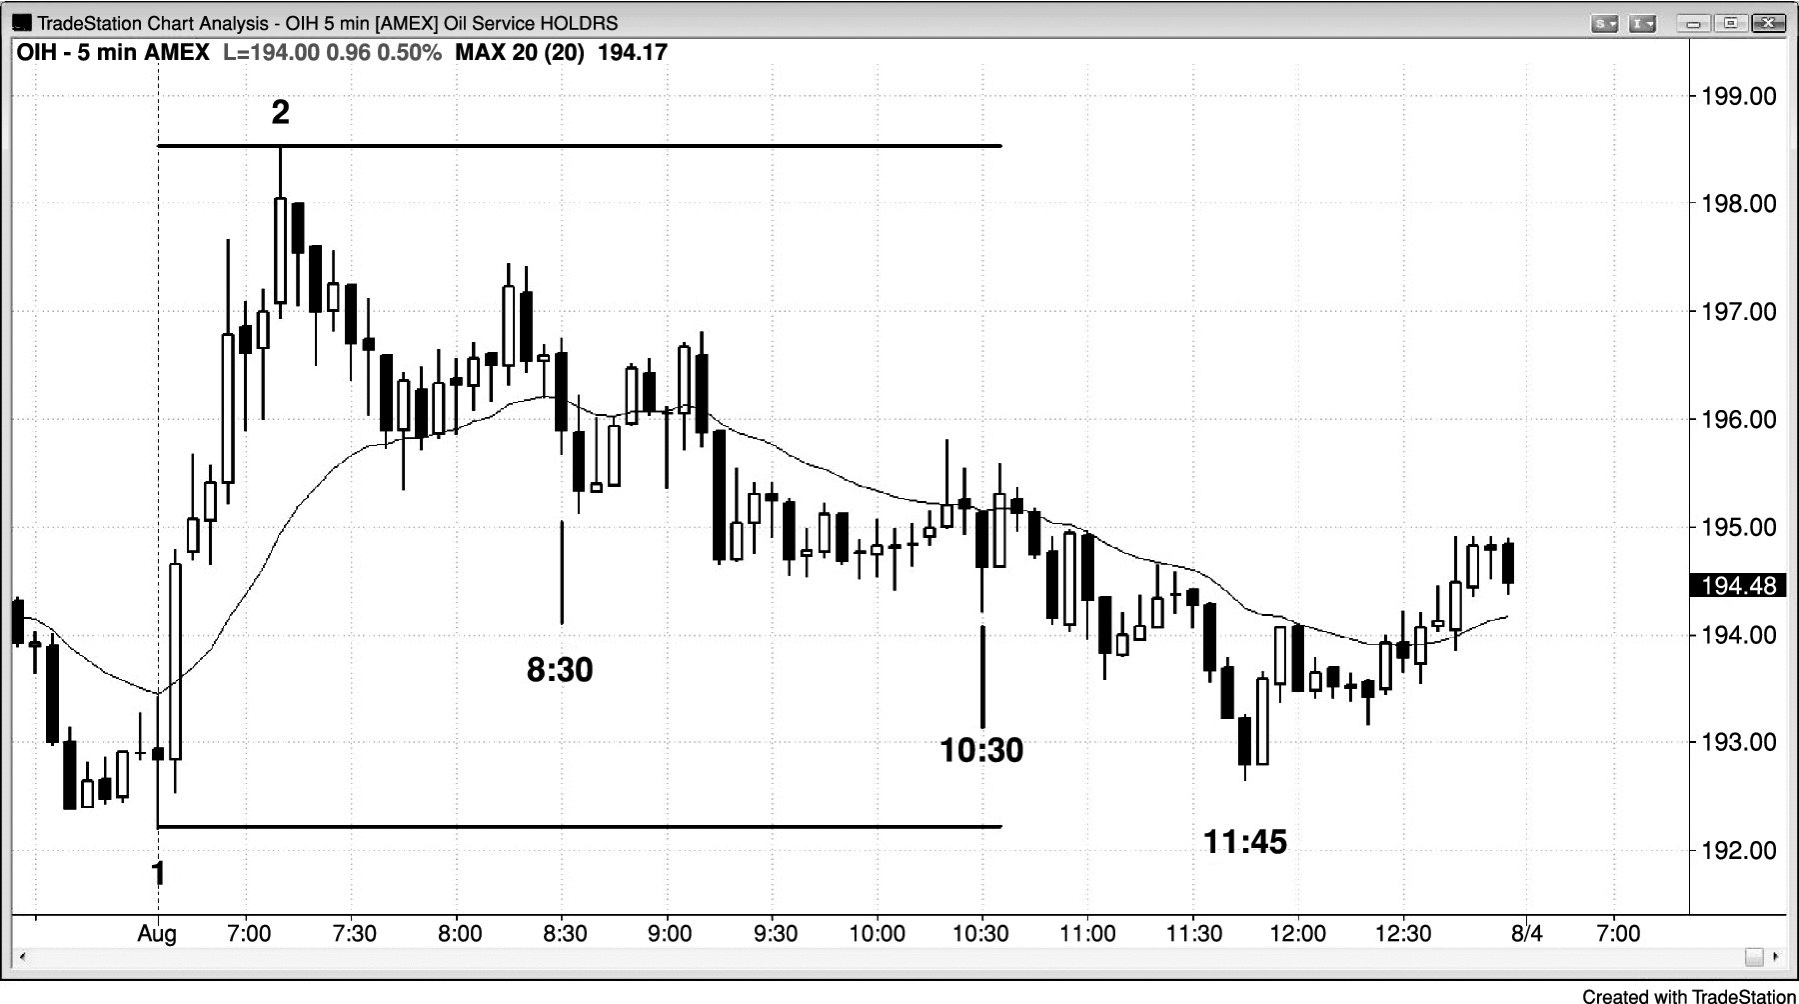 TradeStation Chart Analysis - OIH 5 min [AMEX] Oil Service HOLDRS
S I
OIH - 5 min AMEX L=194.00 0.96 0.50% MAX 20 (20) 194.17
199.00
198.00
197.00
196.00
195.00
194.48
194.00
193.00
192.00
2
8:30
10:30
11:45
1
Aug 7:00 7:30 8:00 8:30 9:00 9:30 10:00 10:30 11:00 11:30 12:00 12:30 8/4 7:00
Created with TradeStation